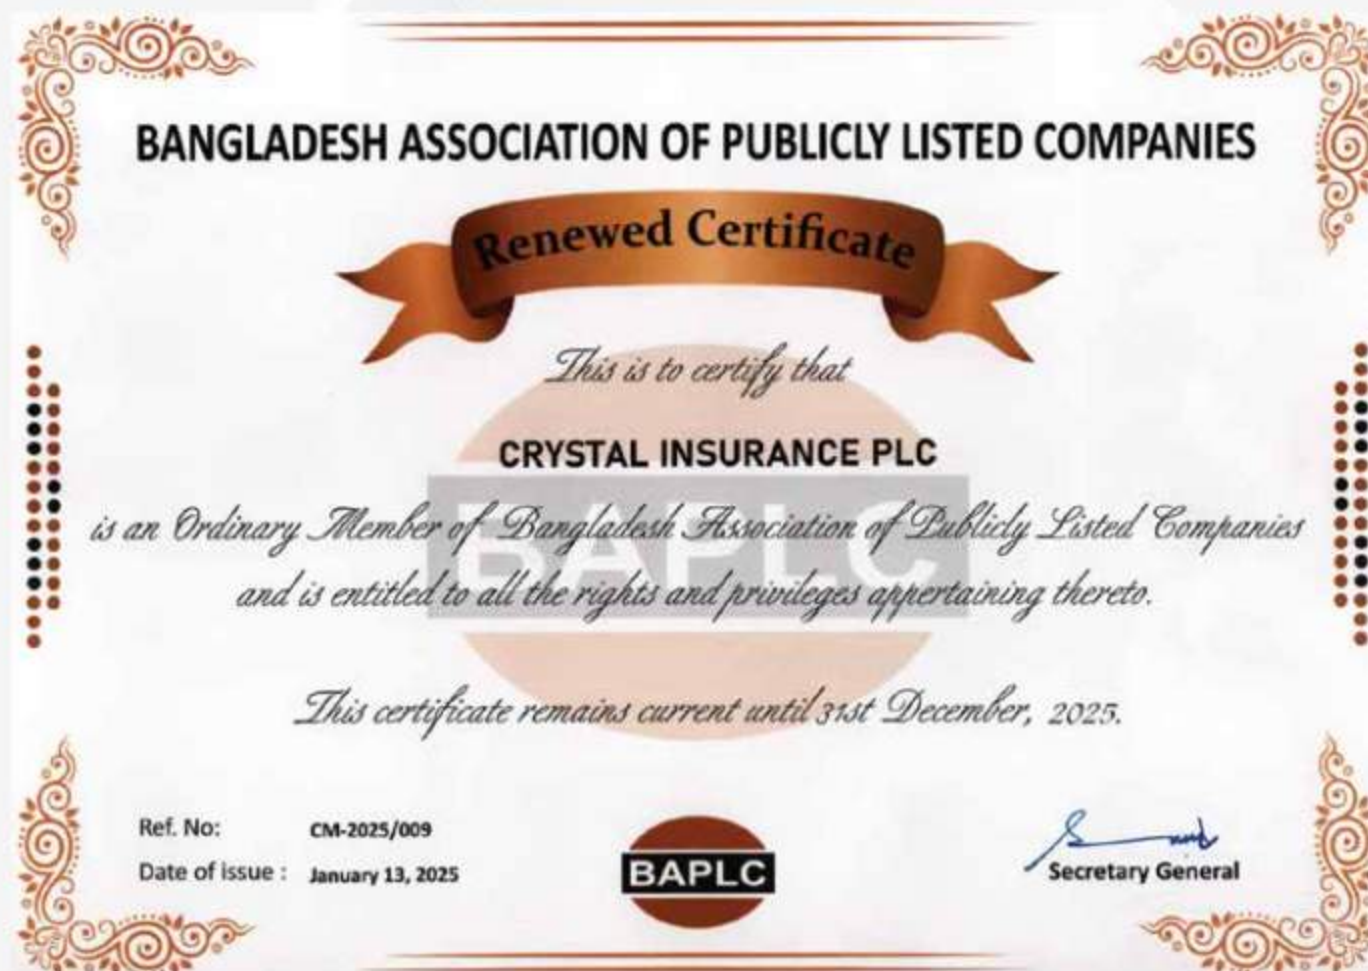 BANGLADESH ASSOCIATION OF PUBLICLY LISTED COMPANIES
Renewed Certificate
This is to certify that
CRYSTAL INSURANCE PLC
BAPLC
is an Ordinary Member of Bangladesh Association of Publicly Listed Companies
and is entitled to all the rights and privileges appertaining thereto.
This certificate remains current until 31st December, 2025.
Ref. No: CM-2025/009
Date of issue : January 13, 2025
BAPLC
Secretary General